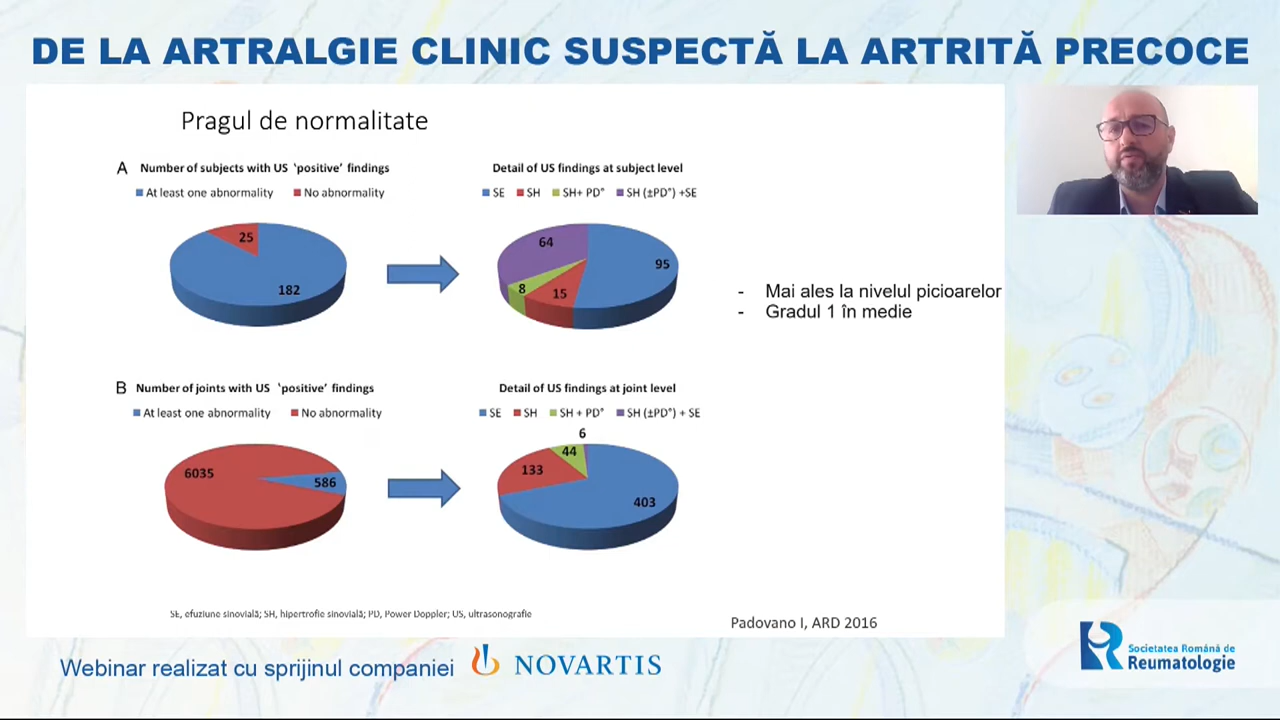 DE LA ARTRALGIE CLINIC SUSPECTĂ LA ARTRITĂ PRECOCE
Pragul de normalitate
A Number of subjects with US 'positive' findings
At least one abnormality No abnormality
25
182
Detail of US findings at subject level
SE SH SH+ PD° SH (±PD°) +SE
64
95
8
15
- Mai ales la nivelul picioarelor
- Gradul 1 în medie
B Number of joints with US 'positive' findings
At least one abnormality No abnormality
6035
586
Detail of US findings at joint level
SE SH SH + PD° SH (±PD°) + SE
6
44
133
403
SE, efuziune sinovială; SH, hipertrofie sinovială; PD, Power Doppler; US, ultrasonografie
Padovano I, ARD 2016
Webinar realizat cu sprijinul companiei NOVARTIS
Societatea Română de
Reumatologie